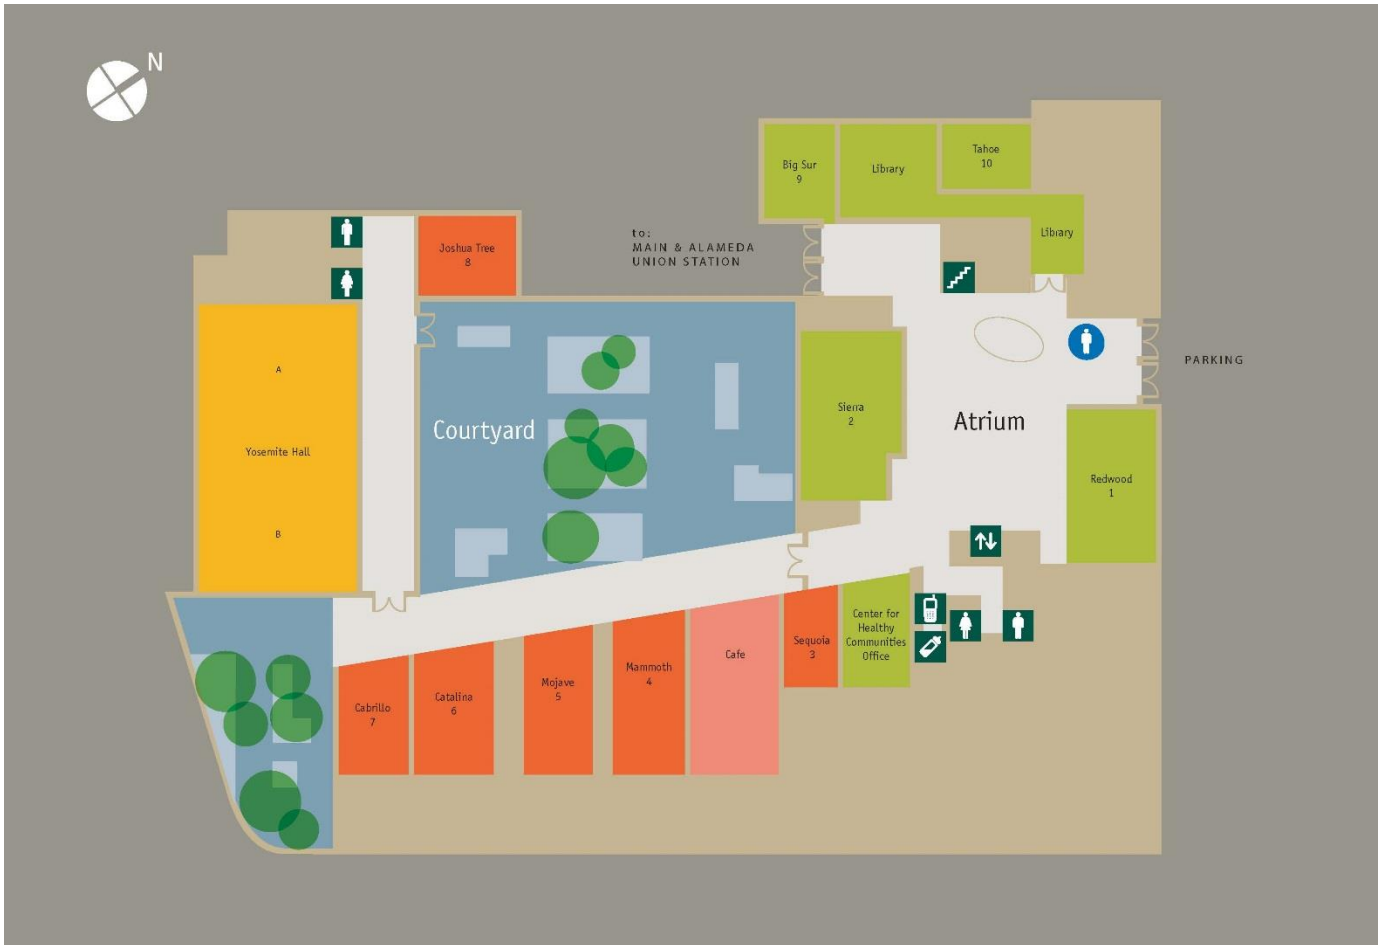 N
Big Sur
9
Library
Tahoe
10
Library
to:
MAIN & ALAMEDA
UNION STATION
Joshua Tree
8
PARKING
A
Yosemite Hall
B
Courtyard
Sierra
2
Atrium
Redwood
1
Center for
Healthy
Communities
Office
Sequoia
3
Cafe
Mammoth
4
Mojave
5
Catalina
6
Cabrillo
7